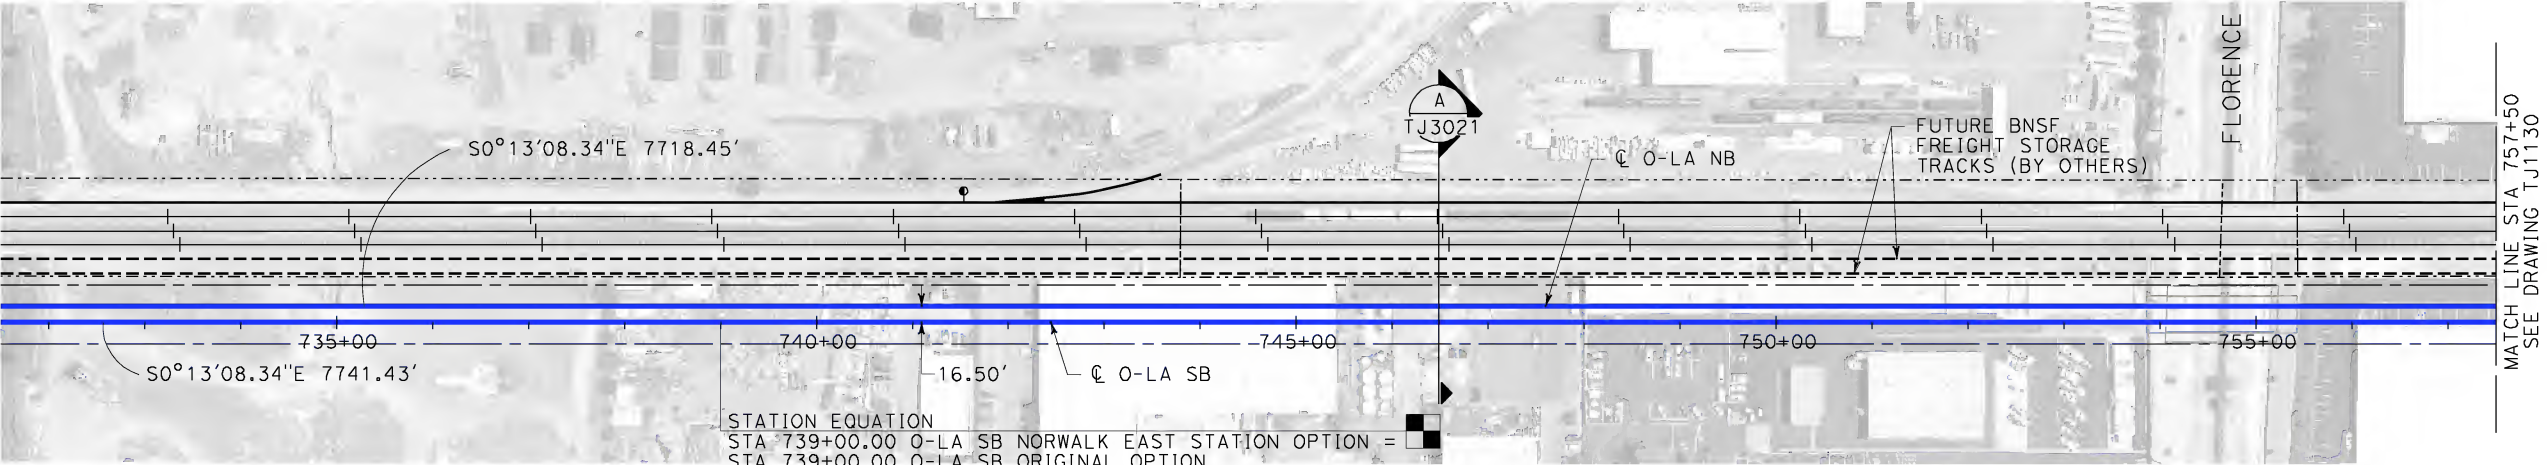 S0°13'08.34"E 7718.45'
A
TJ3021
℄ O-LA NB
FUTURE BNSF
FREIGHT STORAGE
TRACKS (BY OTHERS)
FLORENCE
MATCH LINE STA 757+50
SEE DRAWING TJ1130
735+00
740+00
745+00
750+00
755+00
S0°13'08.34"E 7741.43'
16.50'
℄ O-LA SB
STATION EQUATION
STA 739+00.00 O-LA SB NORWALK EAST STATION OPTION =
STA 739+00.00 O-LA SB ORIGINAL OPTION